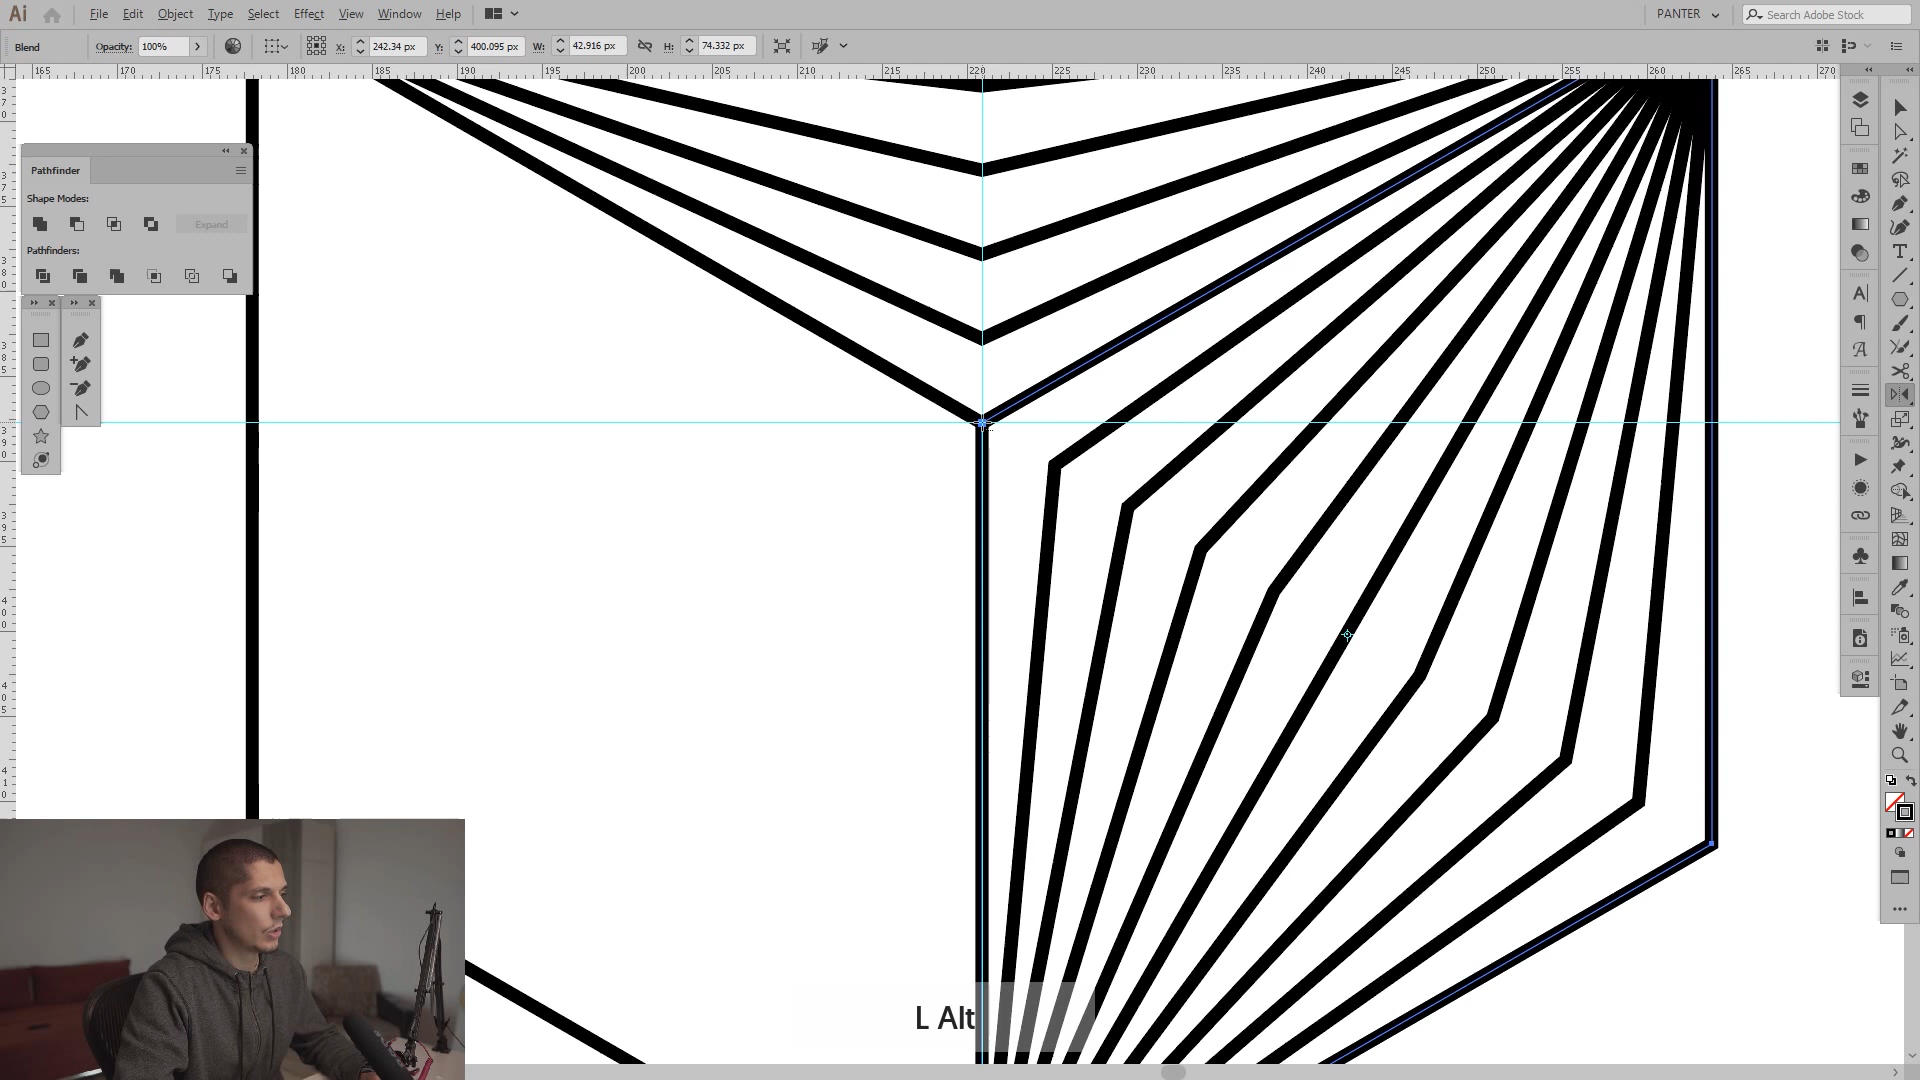 Ai File Edit Object Type Select Effect View Window Help PANTER Search Adobe Stock
Blend Opacity: 100% X: 242.34 px Y: 400.095 px W: 42.916 px H: 74.332 px
165 170 175 180 185 190 195 200 205 210 215 220 225 230 235 240 245 250 255 260 265 270
Pathfinder
Shape Modes:
Expand
Pathfinders:
L Alt